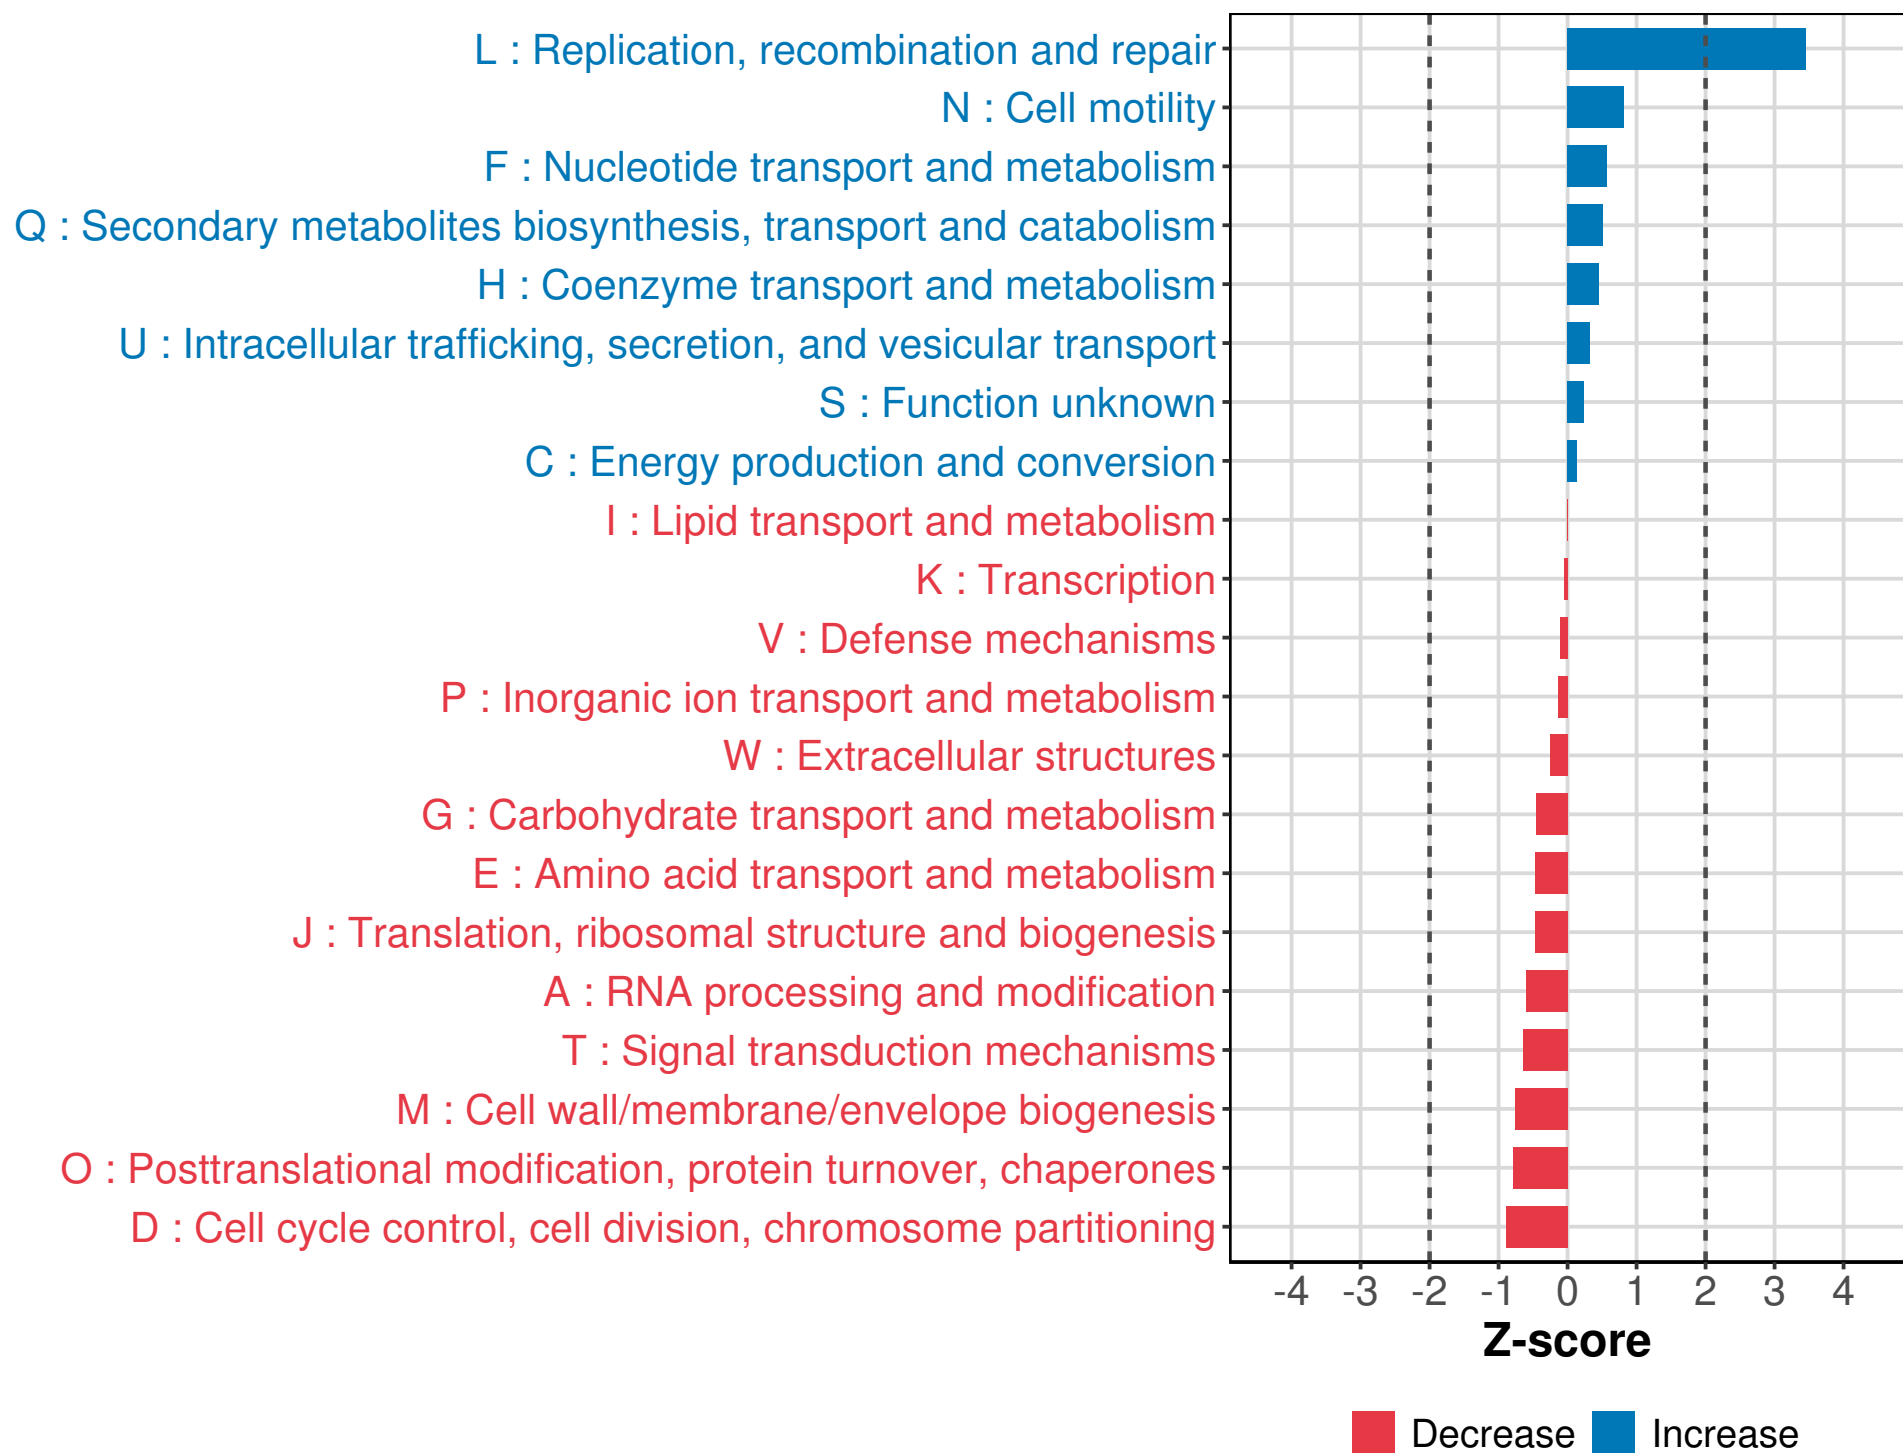 L : Replication, recombination and repair
N : Cell motility
F : Nucleotide transport and metabolism
Q : Secondary metabolites biosynthesis, transport and catabolism
H : Coenzyme transport and metabolism
U : Intracellular trafficking, secretion, and vesicular transport
S : Function unknown
C : Energy production and conversion
I : Lipid transport and metabolism
K : Transcription
V : Defense mechanisms
P : Inorganic ion transport and metabolism
W : Extracellular structures
G : Carbohydrate transport and metabolism
E : Amino acid transport and metabolism
J : Translation, ribosomal structure and biogenesis
A : RNA processing and modification
T : Signal transduction mechanisms
M : Cell wall/membrane/envelope biogenesis
O : Posttranslational modification, protein turnover, chaperones
D : Cell cycle control, cell division, chromosome partitioning
-4 -3 -2 -1 0 1 2 3 4
Z-score
Decrease Increase